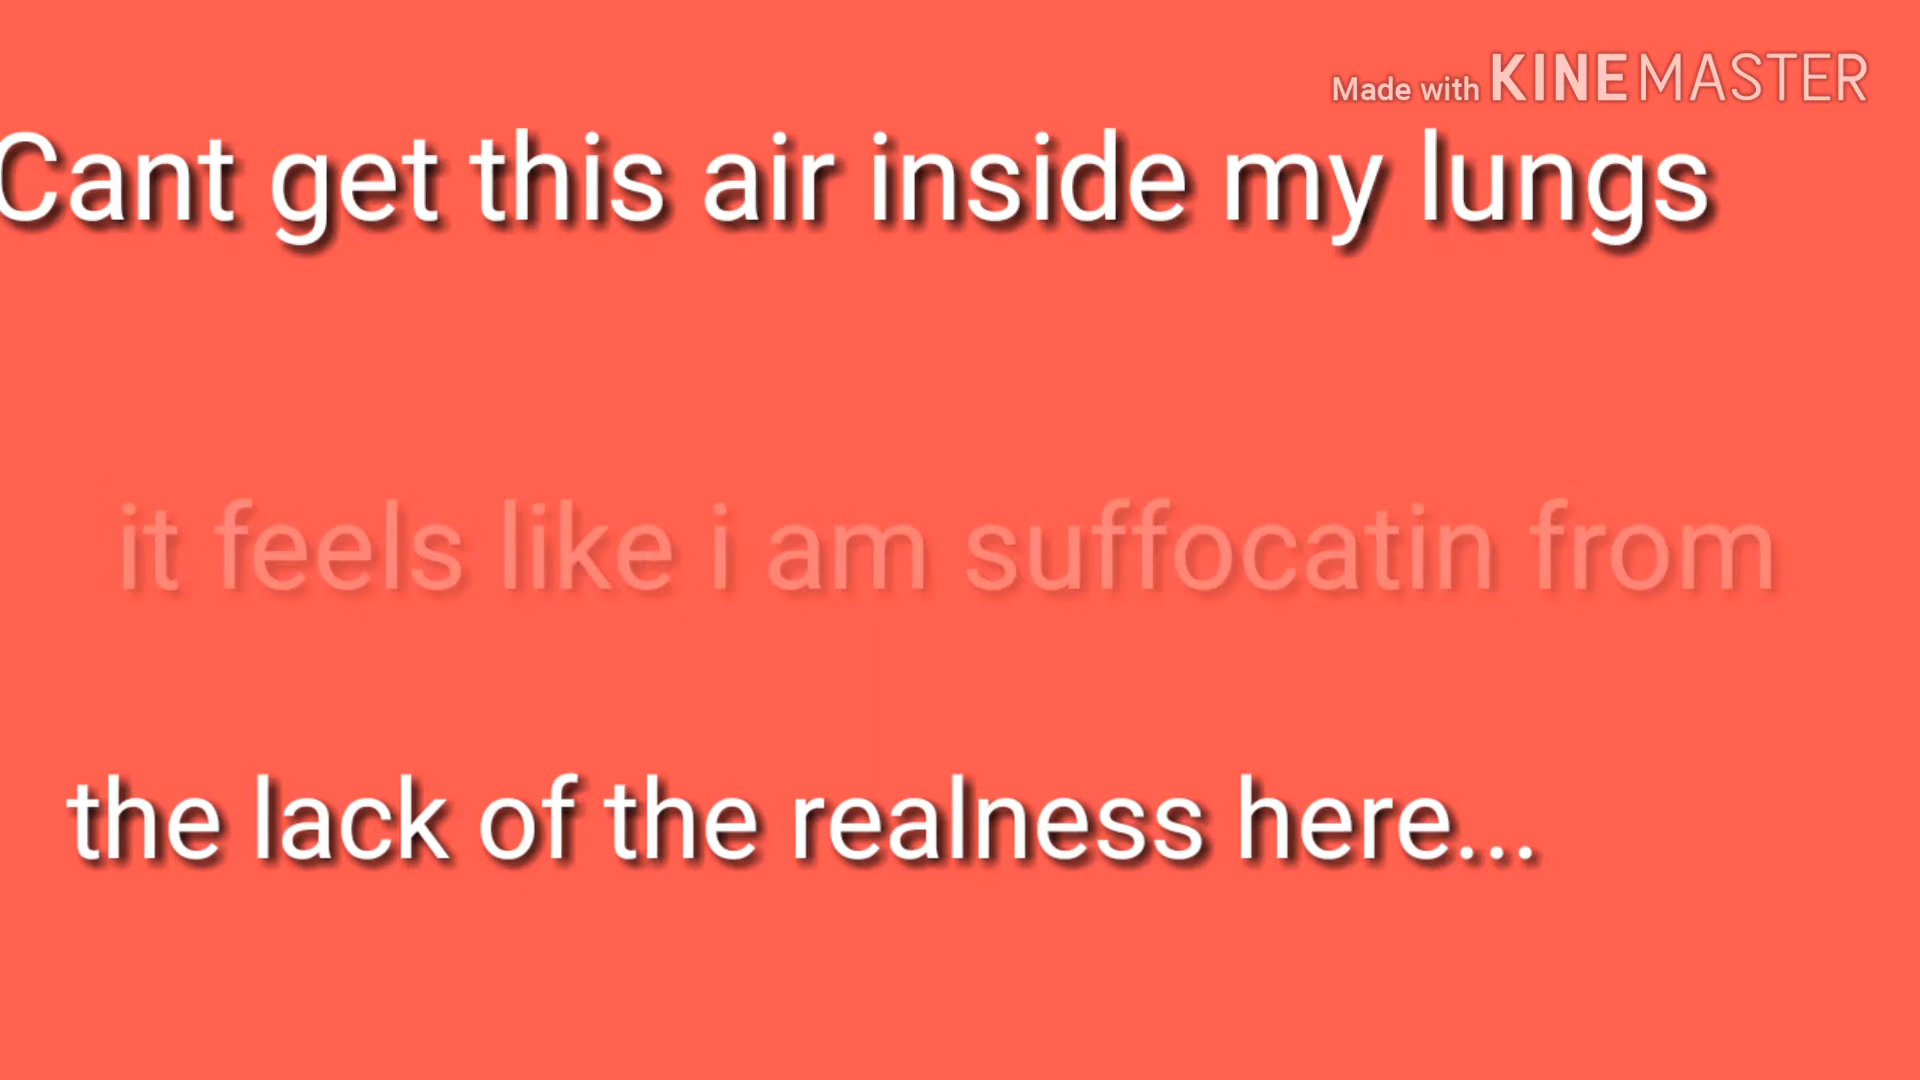 Made with KINEMASTER
Cant get this air inside my lungs
it feels like i am suffocatin from
the lack of the realness here...